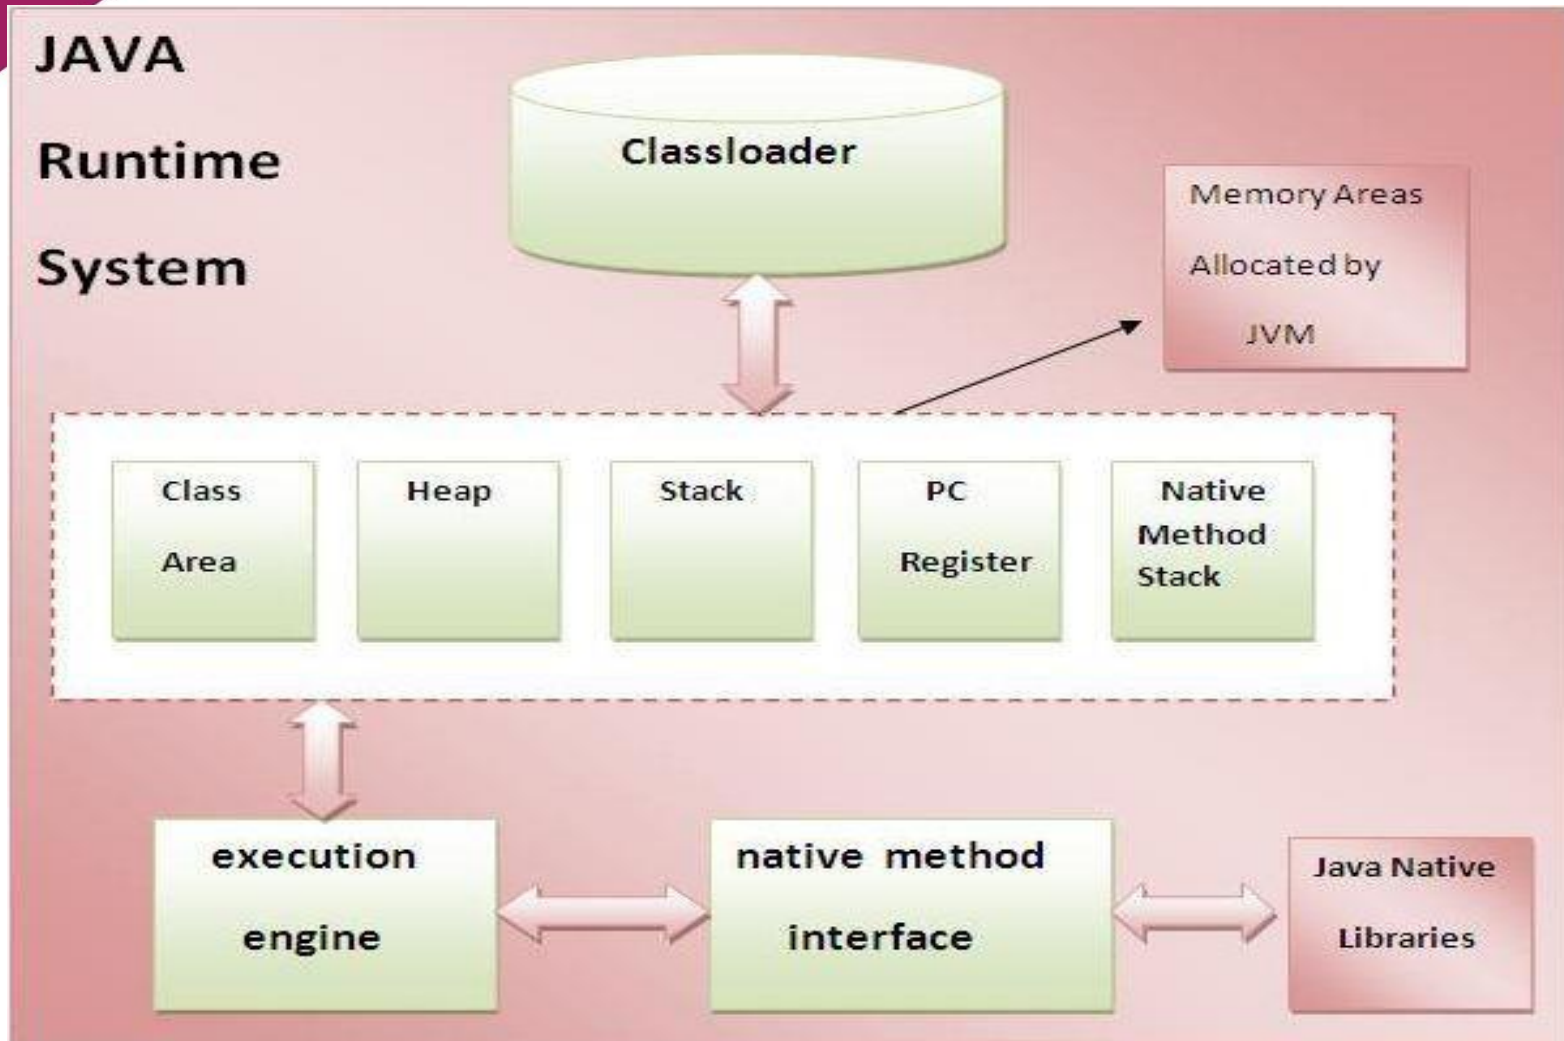 JAVA
Runtime
System
Classloader
Memory Areas
Allocated by
JVM
Class
Area
Heap
Stack
PC
Register
Native
Method
Stack
execution
engine
native method
interface
Java Native
Libraries